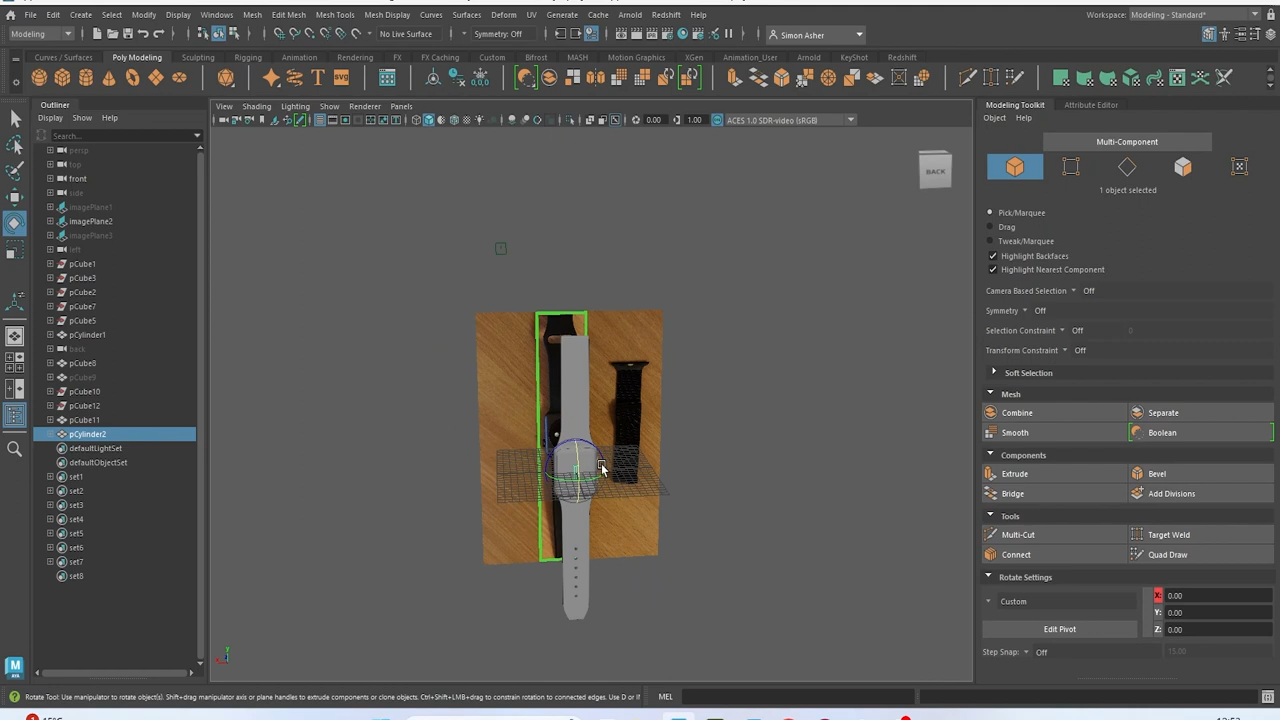 File Edit Create Select Modify Display Windows Mesh Edit Mesh Mesh Tools Mesh Display Curves Surfaces Deform UV Generate Cache Arnold Redshift Help
Workspace: Modeling - Standard*
Modeling
No Live Surface
Symmetry: Off
Simon Asher
Curves / Surfaces Poly Modeling Sculpting Rigging Animation Rendering FX FX Caching Custom Bifrost MASH Motion Graphics XGen Animation_User Arnold KeyShot Redshift
SVG
0,0,0
Outliner
Display Show Help
Search...
persp
top
front
side
imagePlane1
imagePlane2
imagePlane3
left
pCube1
pCube3
pCube2
pCube7
pCube5
pCylinder1
back
pCube8
pCube9
pCube10
pCube12
pCube11
pCylinder2
defaultLightSet
defaultObjectSet
set1
set2
set3
set4
set5
set6
set7
set8
View Shading Lighting Show Renderer Panels
0.00
1.00
ACES 1.0 SDR-video (sRGB)
BACK
Modeling Toolkit Attribute Editor
Object Help
Multi-Component
1 object selected
Pick/Marquee
Drag
Tweak/Marquee
Highlight Backfaces
Highlight Nearest Component
Camera Based Selection Off
Symmetry Off
Selection Constraint Off
Transform Constraint Off
Soft Selection
Mesh
Combine Separate
Smooth Boolean
Components
Extrude Bevel
Bridge Add Divisions
Tools
Multi-Cut Target Weld
Connect Quad Draw
Rotate Settings
Custom
X: 0.00
Y: 0.00
Edit Pivot
Z: 0.00
Step Snap: Off 15.00
Rotate Tool: Use manipulator to rotate object(s). Shift+drag manipulator axis or plane handles to extrude components or clone objects. Ctrl+Shift+LMB+drag to constrain rotation to connected edges. Use D or I
MEL